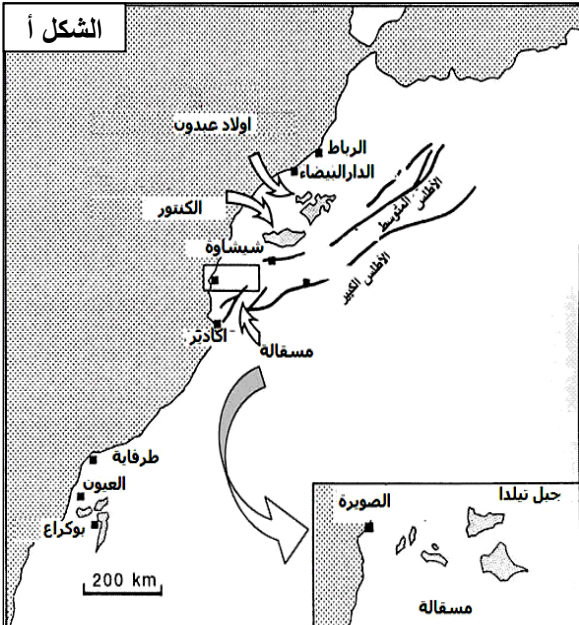 الشكل أ
اولاد عبدون
الرباط
الدارالبيضاء
الكنتور
الأطلس المتوسط
شيشاوة
الأطلس الكبير
اكادير
مسقالة
طرفاية
العيون
بوكراع
200 km
جبل تيلدا
الصويرة
مسقالة